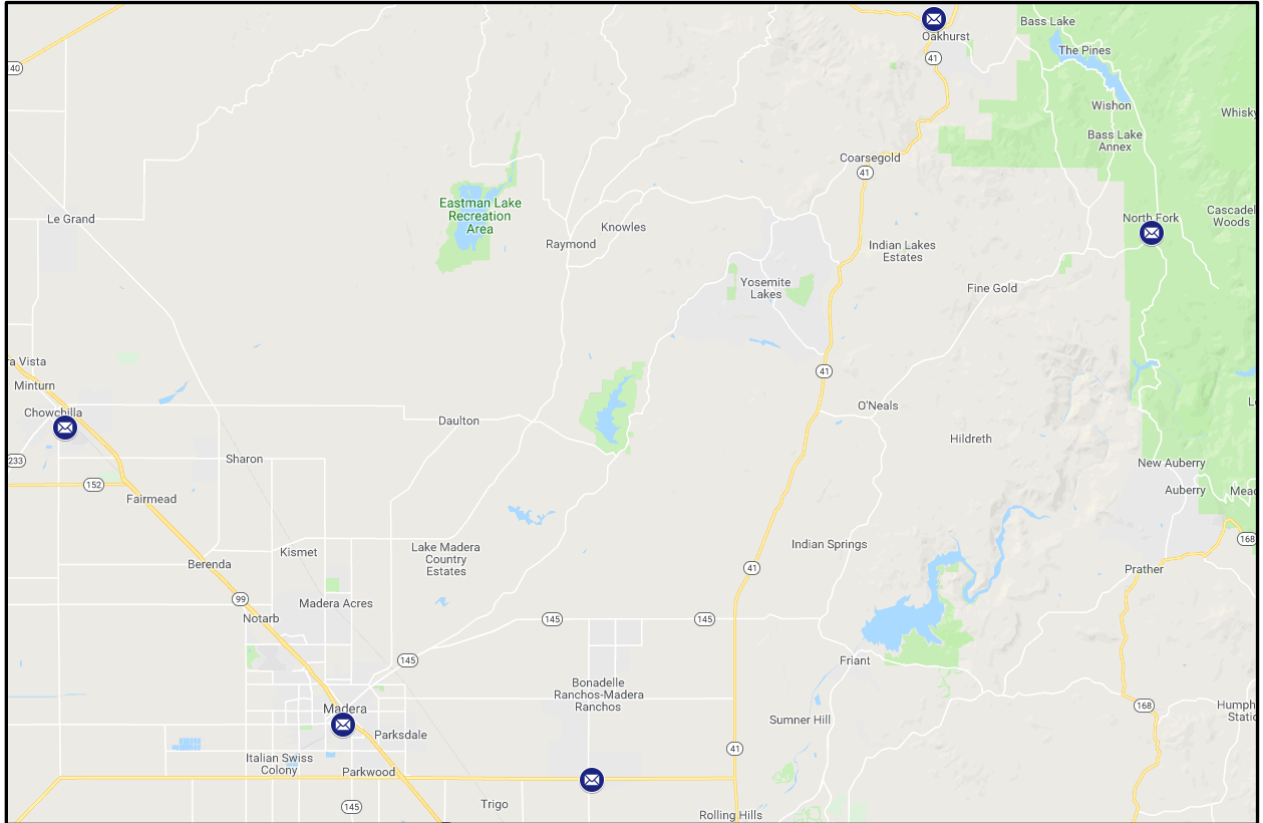 Bass Lake
Oakhurst
The Pines
41
40
Wishon
Whisky
Bass Lake
Annex
Coarsegold
41
Eastman Lake
Recreation
Area
Le Grand
North Fork
Cascadel
Woods
Knowles
Raymond
Indian Lakes
Estates
Yosemite
Lakes
Fine Gold
ra Vista
41
Minturn
Chowchilla
O'Neals
Daulton
Hildreth
233
Sharon
New Auberry
152
Auberry
Mead
Fairmead
Indian Springs
168
Kismet
Lake Madera
Country
Estates
Berenda
41
Prather
99
Madera Acres
Notarb
145
145
145
Friant
Bonadelle
Ranchos-Madera
Ranchos
Madera
168
Humph
Static
Sumner Hill
Parksdale
41
Italian Swiss
Colony
Parkwood
145
Trigo
Rolling Hills